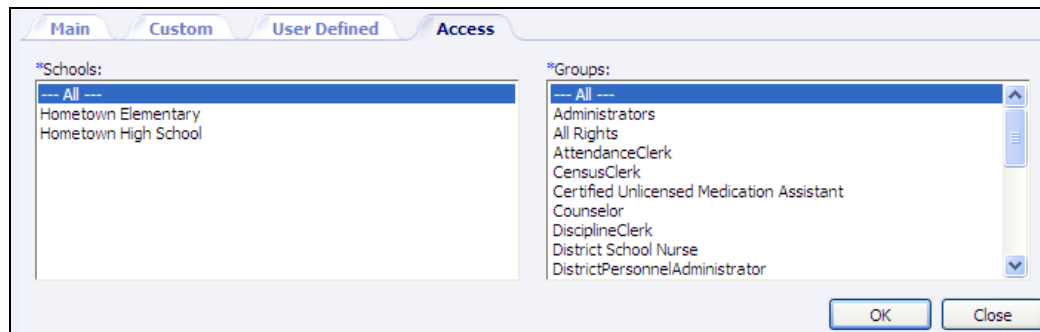 Main Custom User Defined Access
*Schools:
--- All ---
Hometown Elementary
Hometown High School
*Groups:
--- All ---
Administrators
All Rights
AttendanceClerk
CensusClerk
Certified Unlicensed Medication Assistant
Counselor
DisciplineClerk
District School Nurse
DistrictPersonnelAdministrator
OK Close